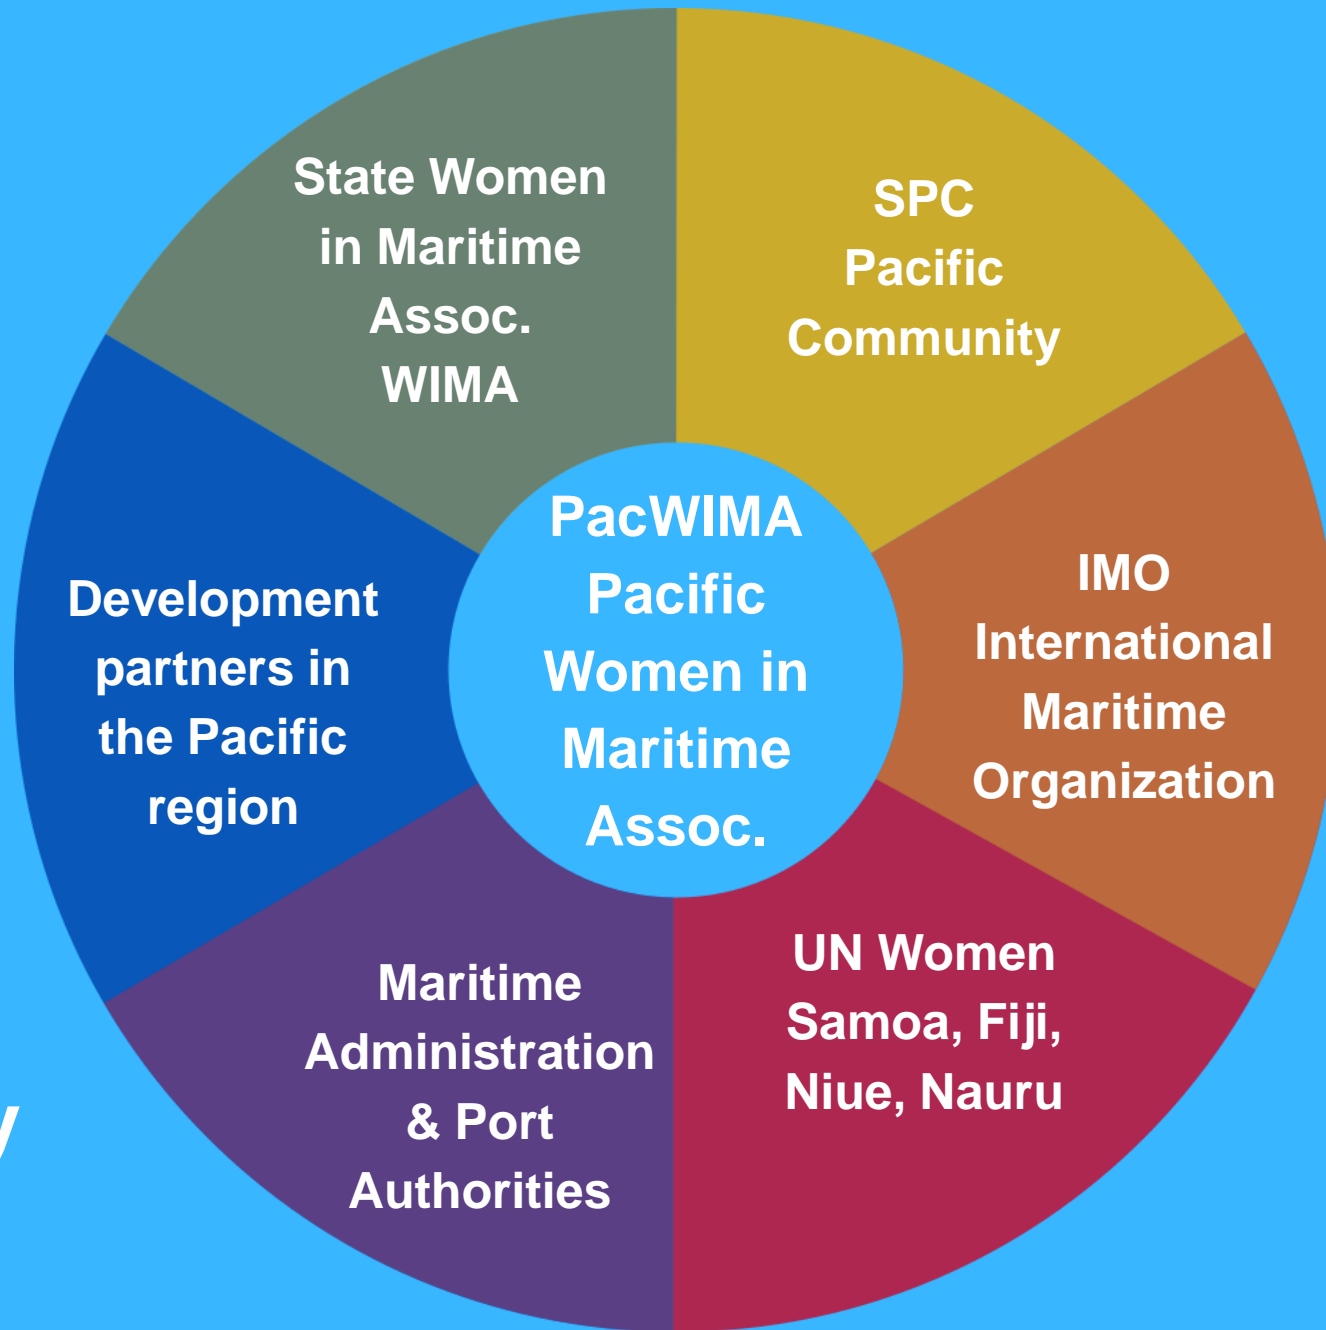 State Women
in Maritime
Assoc.
WIMA
SPC
Pacific
Community
PacWIMA
Pacific
Women in
Maritime
Assoc.
IMO
International
Maritime
Organization
Development
partners in
the Pacific
region
UN Women
Samoa, Fiji,
Niue, Nauru
Maritime
Administration
& Port
Authorities
y